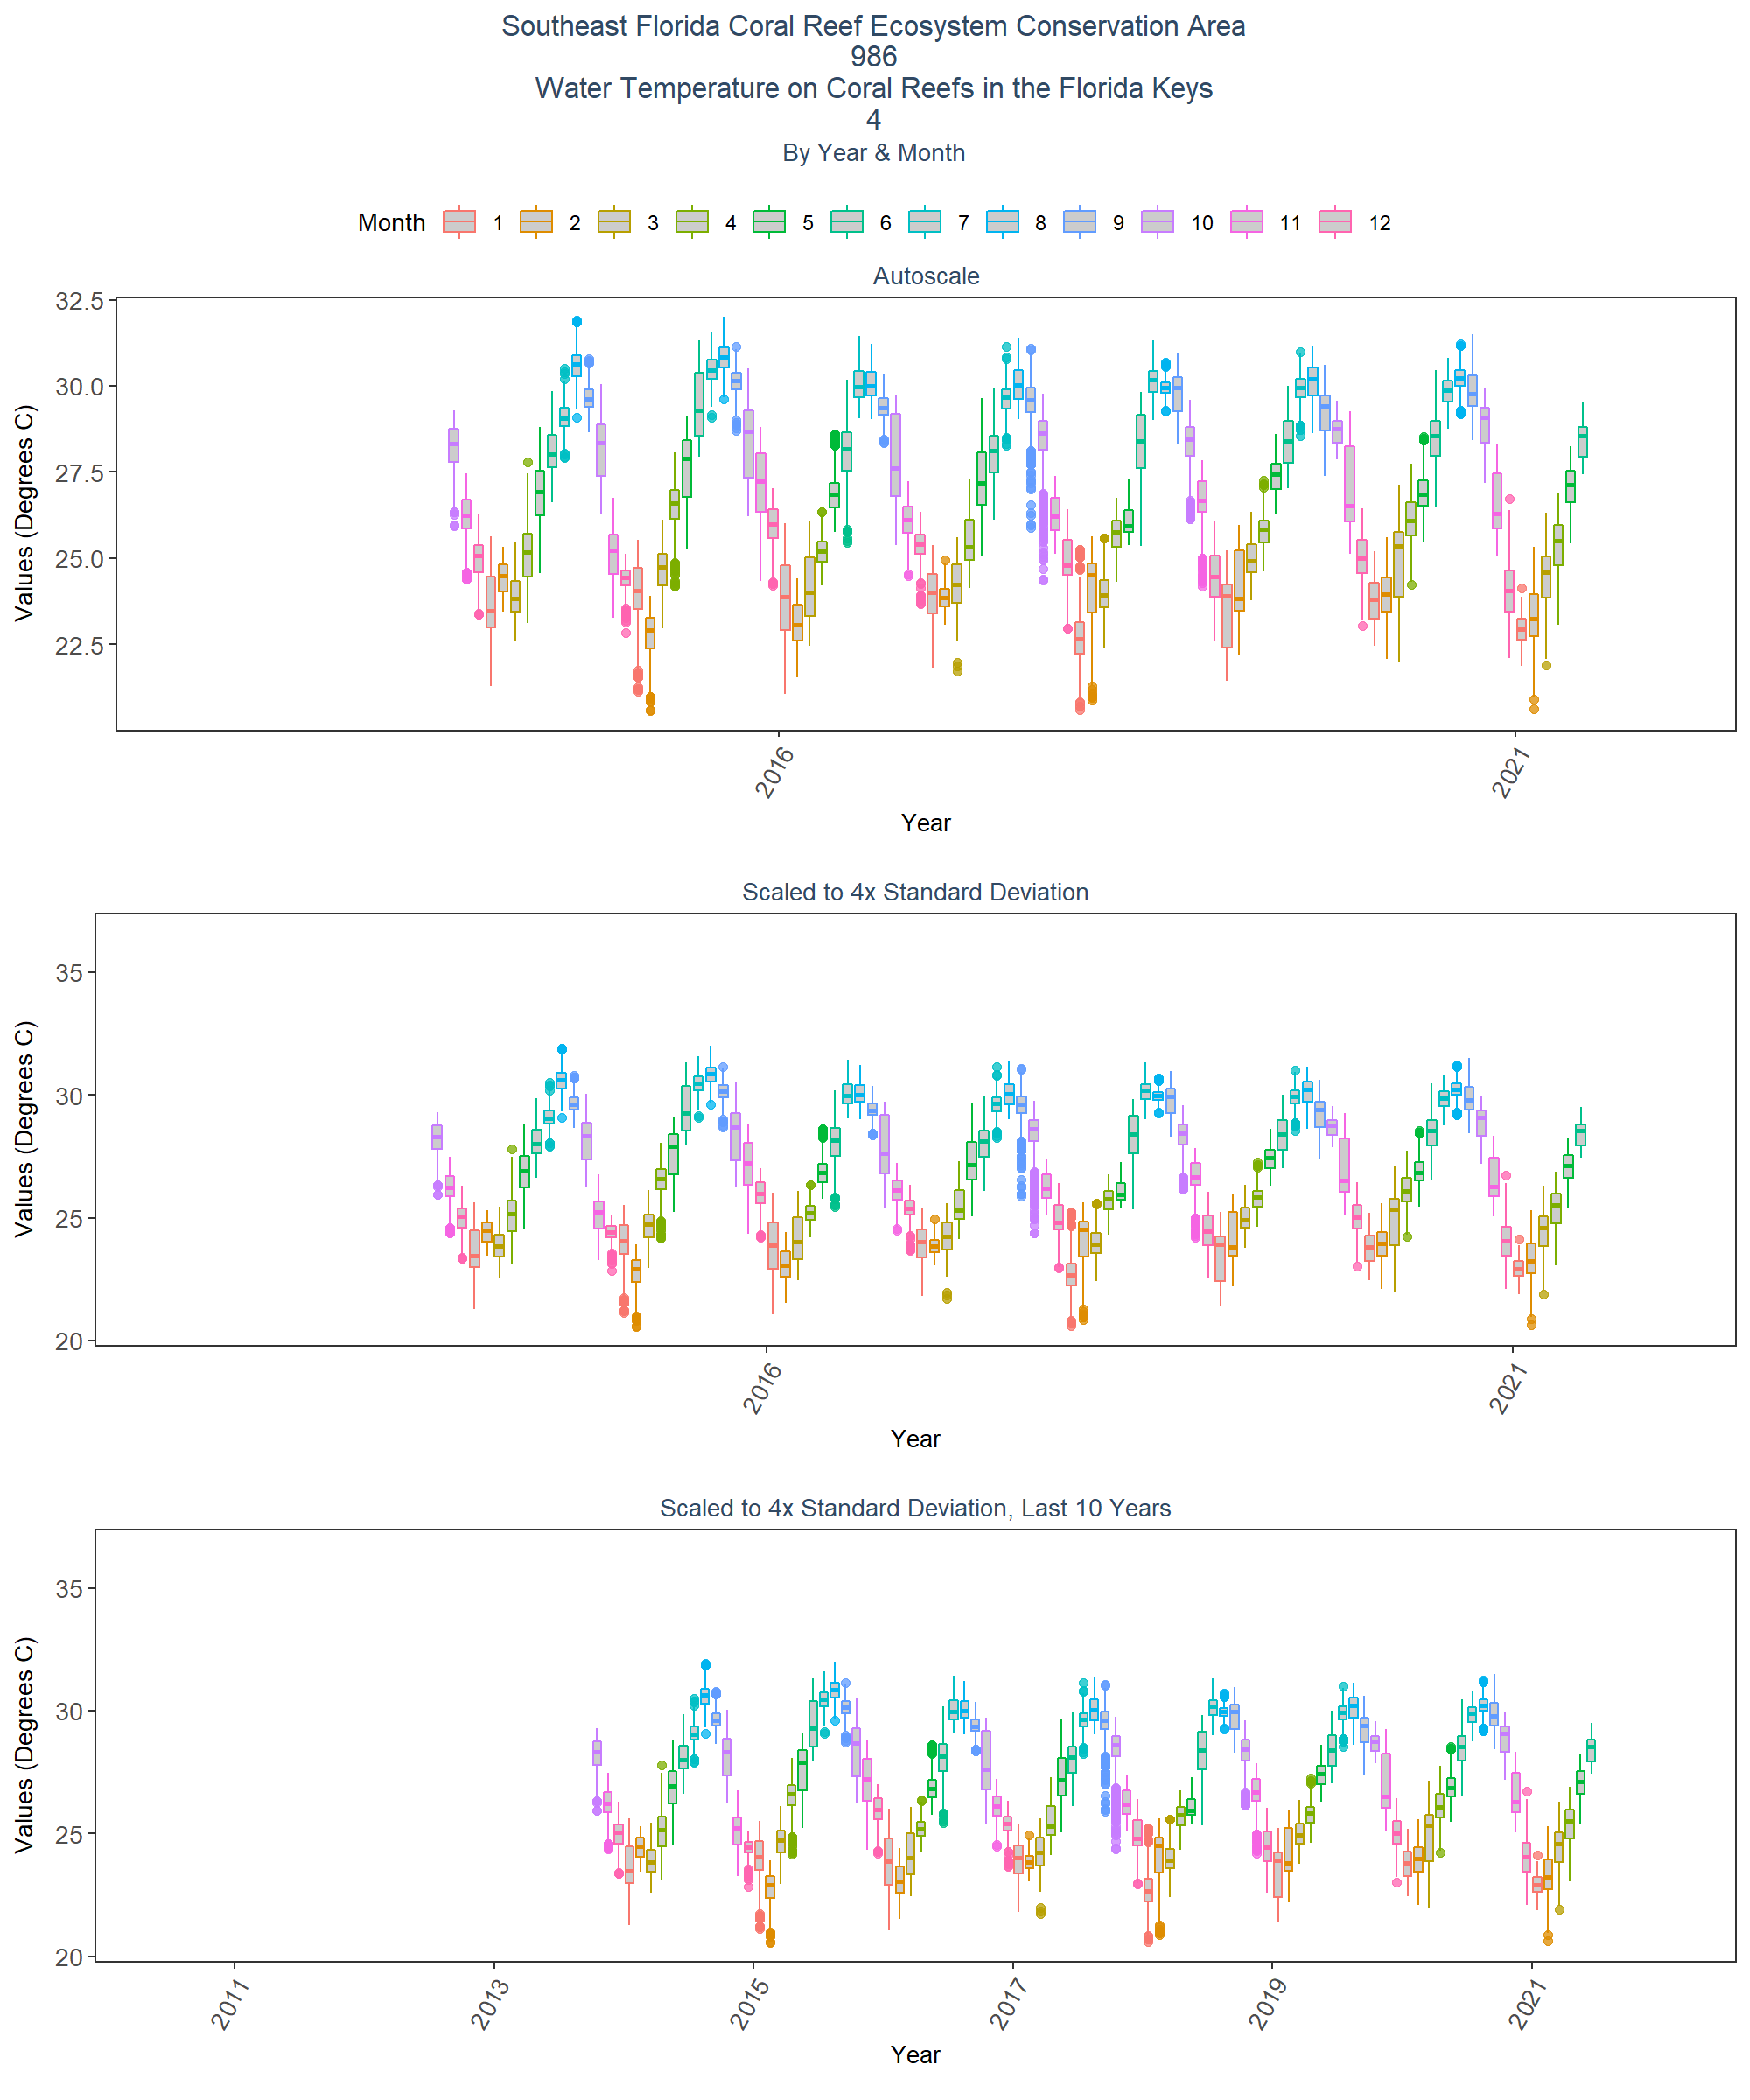 Southeast Florida Coral Reef Ecosystem Conservation Area
986
Water Temperature on Coral Reefs in the Florida Keys
4
By Year & Month
Month 1 2 3 4 5 6 7 8 9 10 11 12
Autoscale
32.5
30.0
27.5
25.0
22.5
Values (Degrees C)
2016 2021
Year
Scaled to 4x Standard Deviation
35
30
25
20
Values (Degrees C)
2016 2021
Year
Scaled to 4x Standard Deviation, Last 10 Years
35
30
25
20
Values (Degrees C)
2011 2013 2015 2017 2019 2021
Year